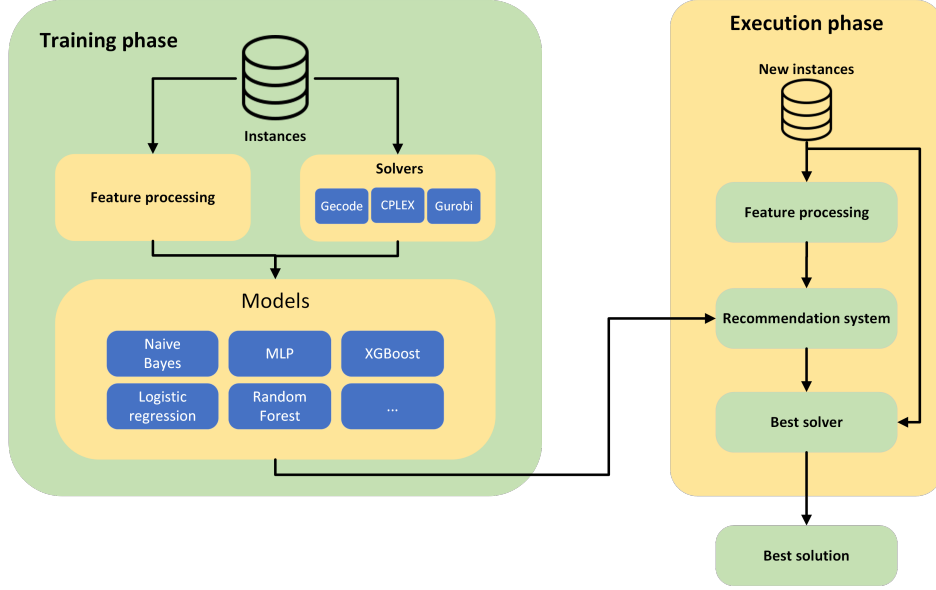 Training phase
Instances
Feature processing
Solvers
Gecode
CPLEX
Gurobi
Models
Naive
Bayes
MLP
XGBoost
Logistic
regression
Random
Forest
...
Execution phase
New instances
Feature processing
Recommendation system
Best solver
Best solution